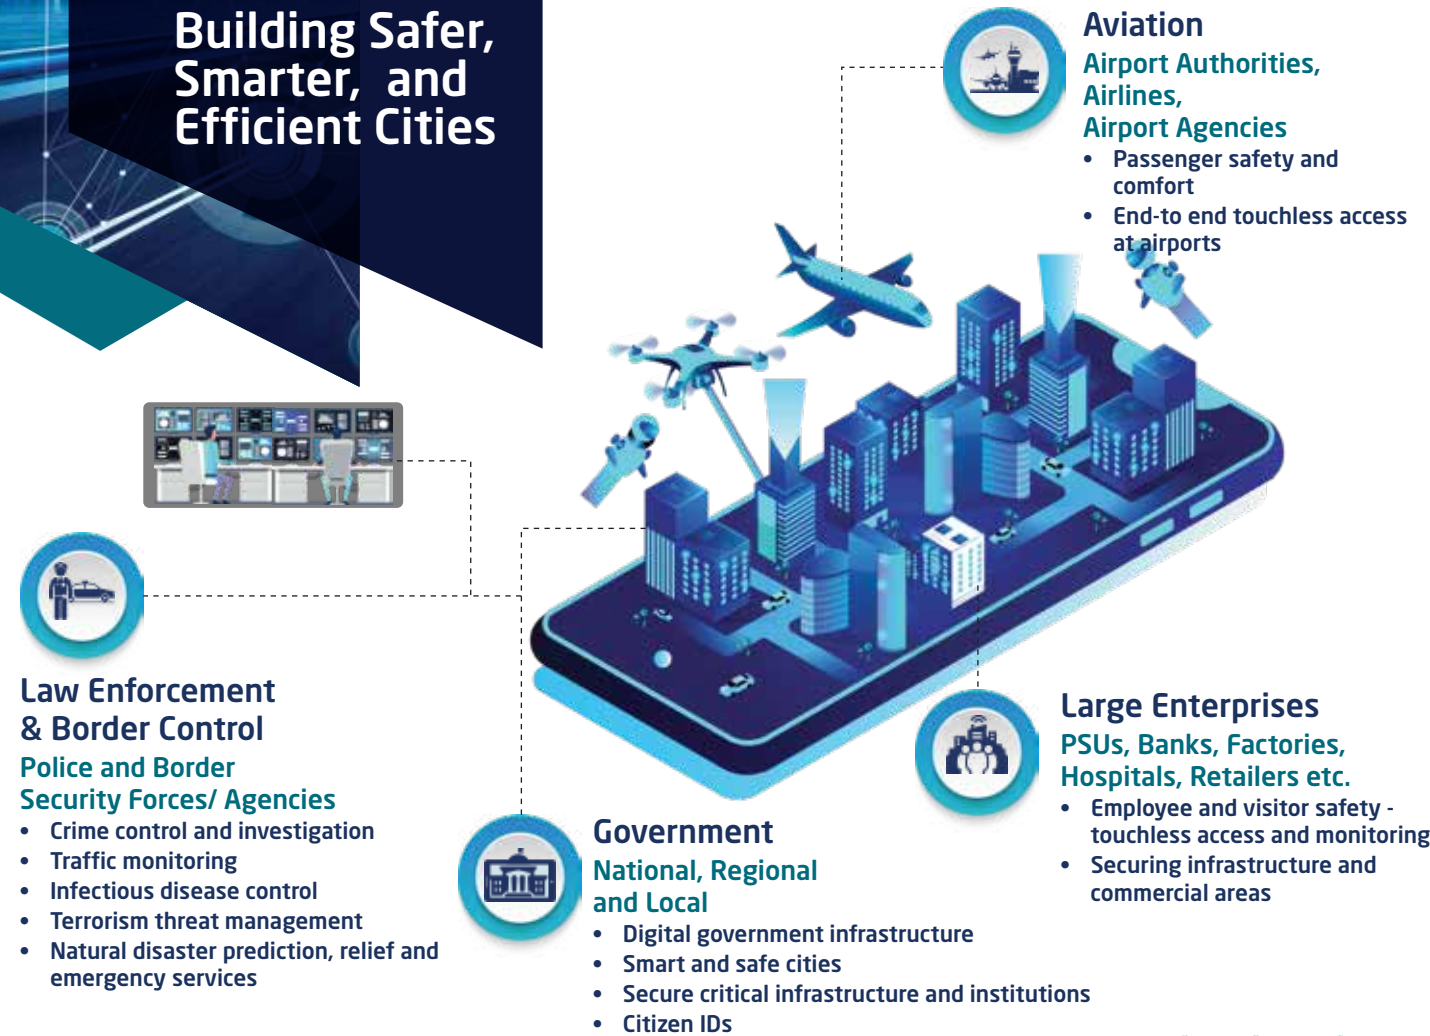 Building Safer,
Smarter, and
Efficient Cities
Aviation
Airport Authorities,
Airlines,
Airport Agencies
• Passenger safety and
comfort
• End-to end touchless access
at airports
Law Enforcement
& Border Control
Police and Border
Security Forces/ Agencies
• Crime control and investigation
• Traffic monitoring
• Infectious disease control
• Terrorism threat management
• Natural disaster prediction, relief and
emergency services
Government
National, Regional
and Local
• Digital government infrastructure
• Smart and safe cities
• Secure critical infrastructure and institutions
• Citizen IDs
Large Enterprises
PSUs, Banks, Factories,
Hospitals, Retailers etc.
• Employee and visitor safety -
touchless access and monitoring
• Securing infrastructure and
commercial areas